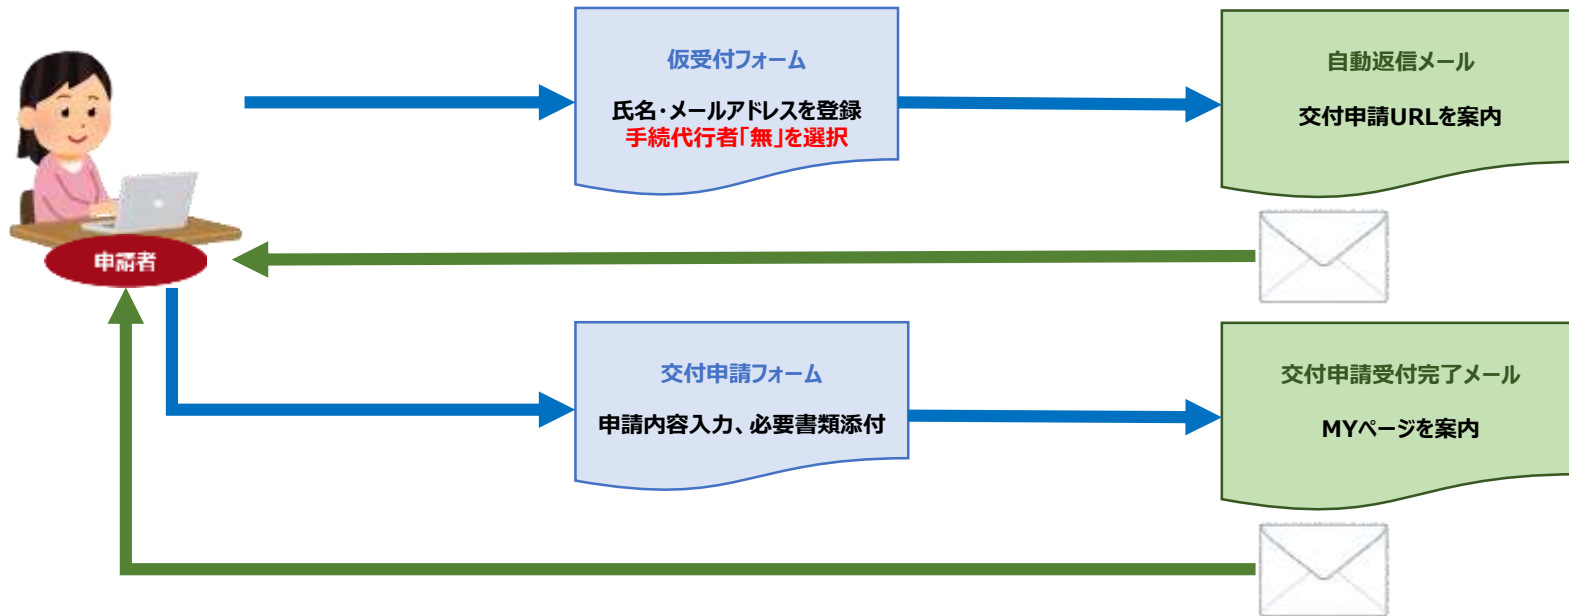 仮受付フォーム
氏名・メールアドレスを登録
手続代行者「無」を選択
自動返信メール
交付申請URLを案内
申請者
交付申請フォーム
申請内容入力、必要書類添付
交付申請受付完了メール
MYページを案内